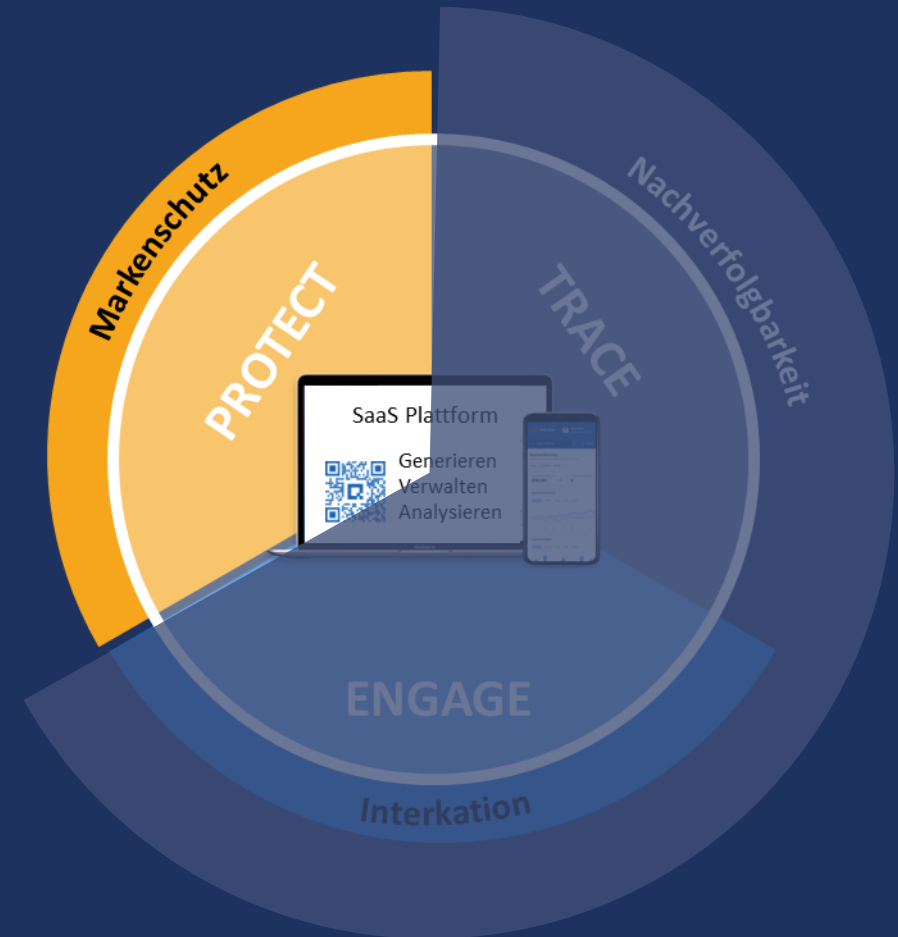 Markenschutz
PROTECT
Nachverfolgbarkeit
TRACE
SaaS Plattform
Generieren
Verwalten
Analysieren
ENGAGE
Interkation